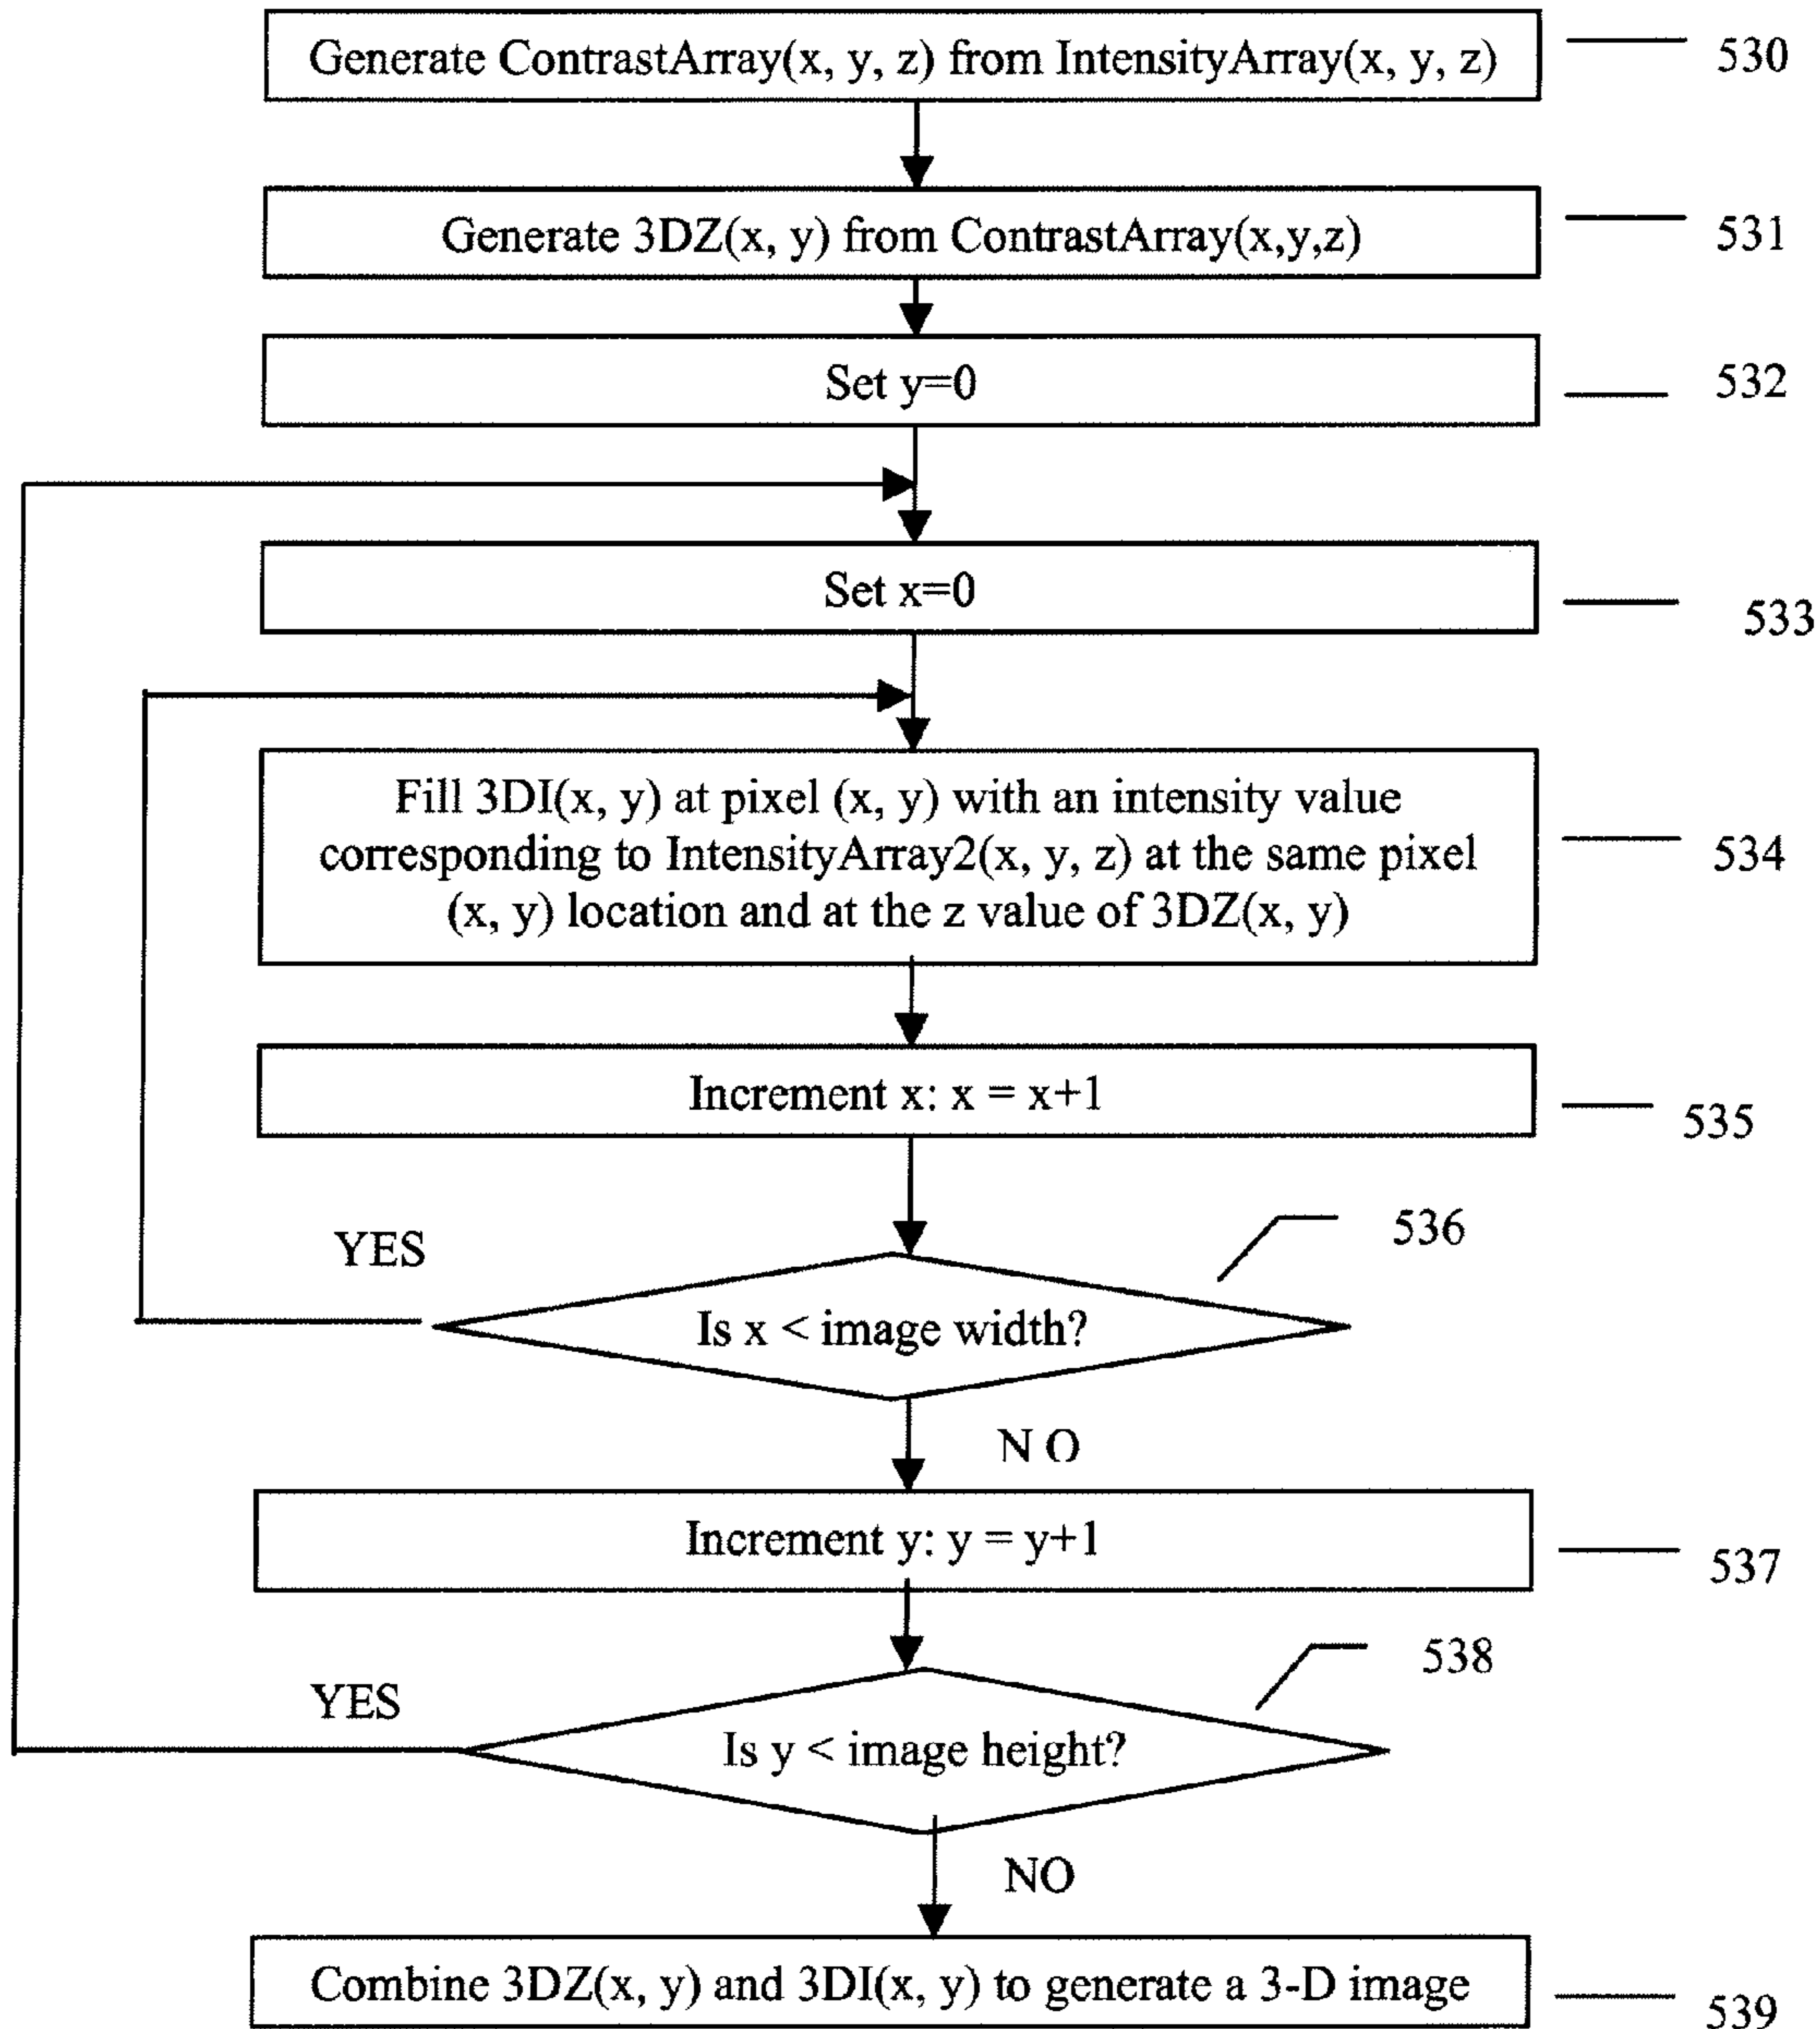 Generate ContrastArray(x, y, z) from IntensityArray(x, y, z)
530
Generate 3DZ(x, y) from ContrastArray(x,y,z)
531
Set y=0
532
Set x=0
533
Fill 3DI(x, y) at pixel (x, y) with an intensity value
corresponding to IntensityArray2(x, y, z) at the same pixel
(x, y) location and at the z value of 3DZ(x, y)
534
Increment x: x = x+1
535
536
YES
Is x < image width?
N O
Increment y: y = y+1
537
538
YES
Is y < image height?
NO
Combine 3DZ(x, y) and 3DI(x, y) to generate a 3-D image
539